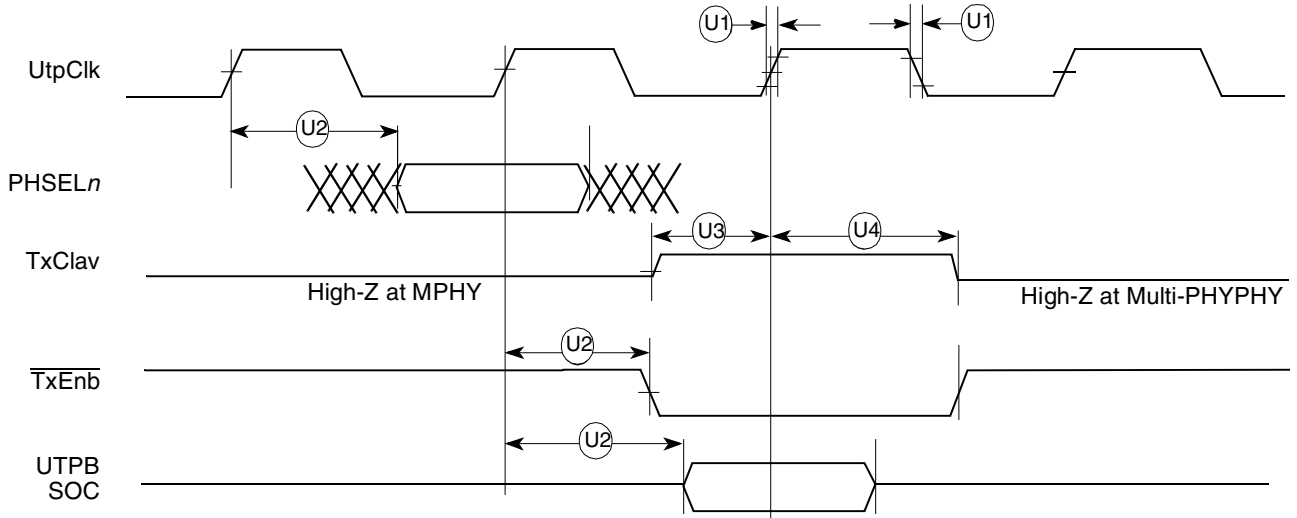 U1
U1
UtpClk
U2
PHSELn
U3
U4
TxClav
High-Z at MPHY
High-Z at Multi-PHYPHY
U2
TxEnb
U2
UTPB
SOC